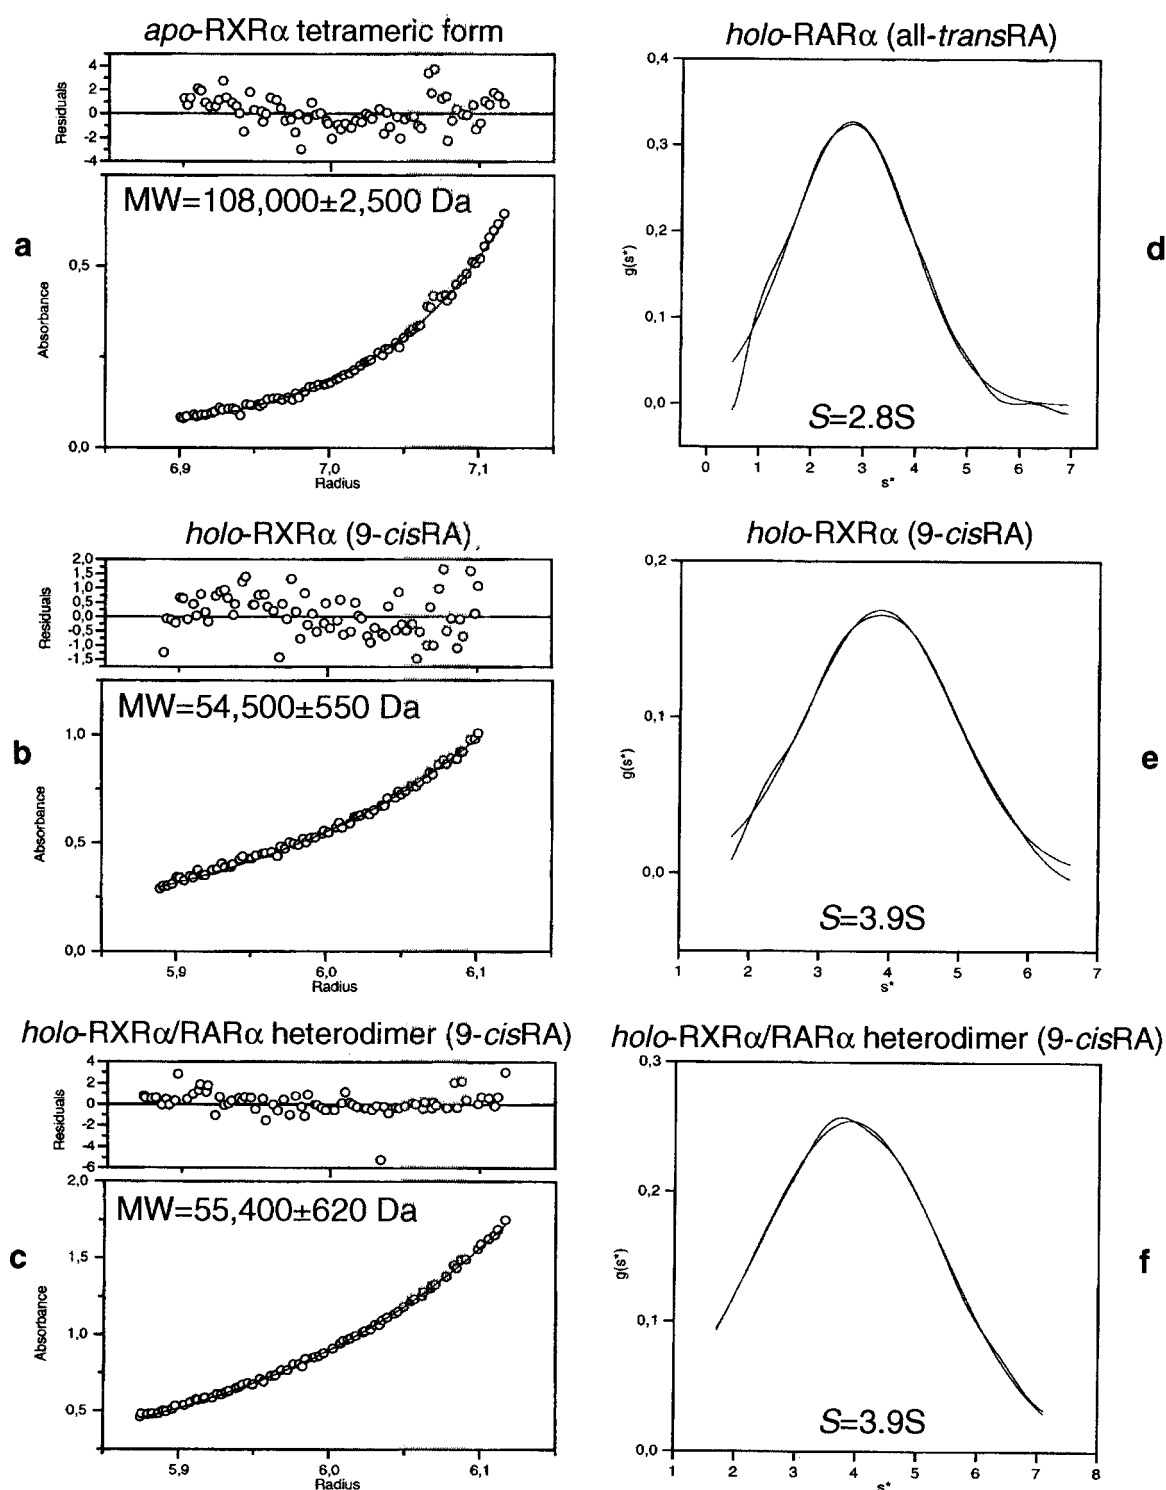 apo-RXRα tetrameric form
Residuals
4
2
0
-2
-4
MW=108,000±2,500 Da
a
Absorbance
0,5
0,0
6,9 7,0 7,1
Radius
holo-RARα (all-transRA)
0,4
0,3
0,2
0,1
0,0
g(s*)
d
S=2.8S
0 1 2 3 4 5 6 7
s*
holo-RXRα (9-cisRA)
Residuals
2,0
1,5
1,0
0,5
0,0
-0,5
-1,0
-1,5
MW=54,500±550 Da
b
Absorbance
1,0
0,5
0,0
5,9 6,0 6,1
Radius
holo-RXRα (9-cisRA)
0,2
0,1
0,0
g(s*)
e
S=3.9S
1 2 3 4 5 6 7
s*
holo-RXRα/RARα heterodimer (9-cisRA)
Residuals
4
2
0
-2
-4
-6
MW=55,400±620 Da
c
Absorbance
2,0
1,5
1,0
0,5
5,9 6,0 6,1
Radius
holo-RXRα/RARα heterodimer (9-cisRA)
0,3
0,2
0,1
0,0
g(s*)
f
S=3.9S
1 2 3 4 5 6 7 8
s*